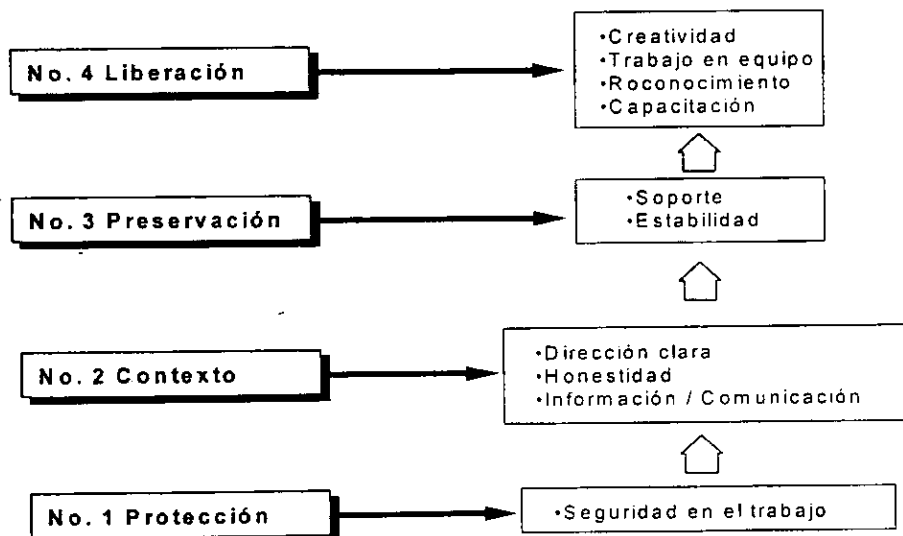 No. 4 Liberación
•Creatividad
•Trabajo en equipo
•Roconocimiento
•Capacitación
No. 3 Preservación
•Soporte
•Estabilidad
No. 2 Contexto
•Dirección clara
•Honestidad
•Información / Comunicación
No. 1 Protección
•Seguridad en el trabajo